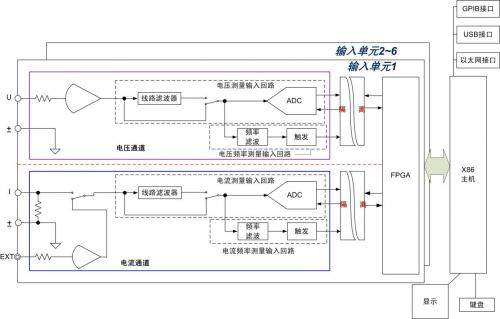 GPIB接口
USB接口
以太网接口
输入单元2~6
输入单元1
电压测量输入回路
U
线路滤波器
ADC
隔 离
频率滤波
触发
±
电压通道
电压频率测量输入回路
FPGA
X86
主机
电流测量输入回路
I
线路滤波器
ADC
隔 离
±
频率
滤波
触发
EXT
电流通道
电流频率测量输入回路
显示
键盘